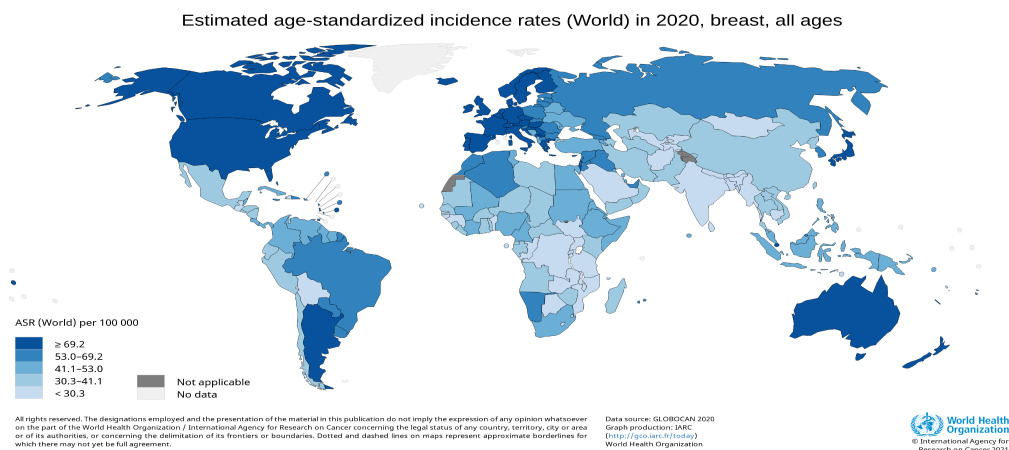 Estimated age-standardized incidence rates (World) in 2020, breast, all ages
ASR (World) per 100 000
≥ 69.2
53.0–69.2
41.1–53.0
30.3–41.1
< 30.3
Not applicable
No data
All rights reserved. The designations employed and the presentation of the material in this publication do not imply the expression of any opinion whatsoever
on the part of the World Health Organization / International Agency for Research on Cancer concerning the legal status of any country, territory, city or area
or of its authorities, or concerning the delimitation of its frontiers or boundaries. Dotted and dashed lines on maps represent approximate borderlines for
which there may not yet be full agreement.
Data source: GLOBOCAN 2020
Graph production: IARC
(http://gco.iarc.fr/today)
World Health Organization
World Health
Organization
© International Agency for
Research on Cancer 2021